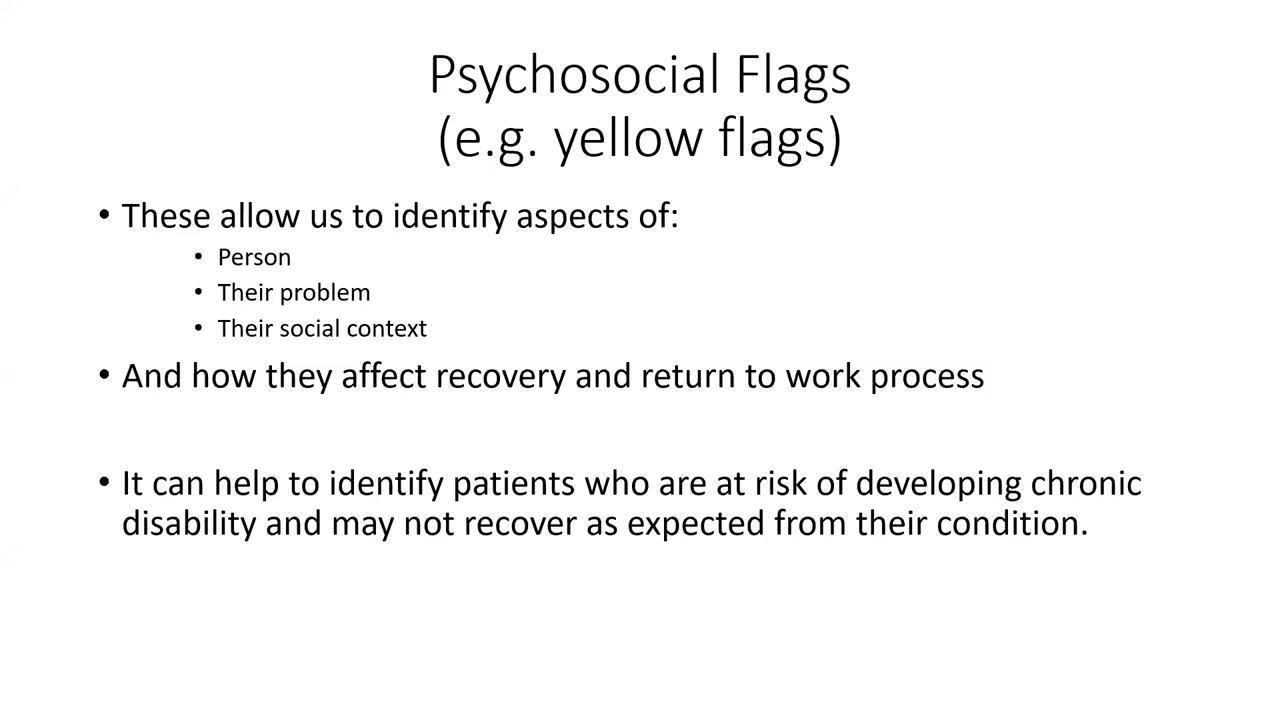 Psychosocial Flags
(e.g. yellow flags)
• These allow us to identify aspects of:
• Person
• Their problem
• Their social context
• And how they affect recovery and return to work process
• It can help to identify patients who are at risk of developing chronic
disability and may not recover as expected from their condition.